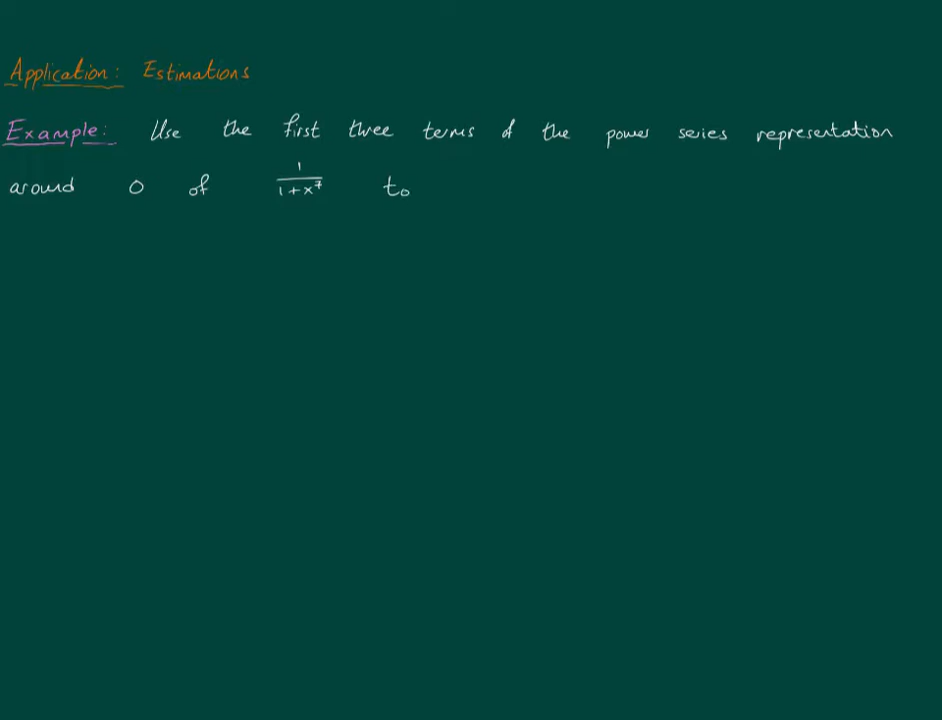 Application: Estimations
Example: Use the first three terms of the power series representation
around 0 of 1/(1+x⁷) to